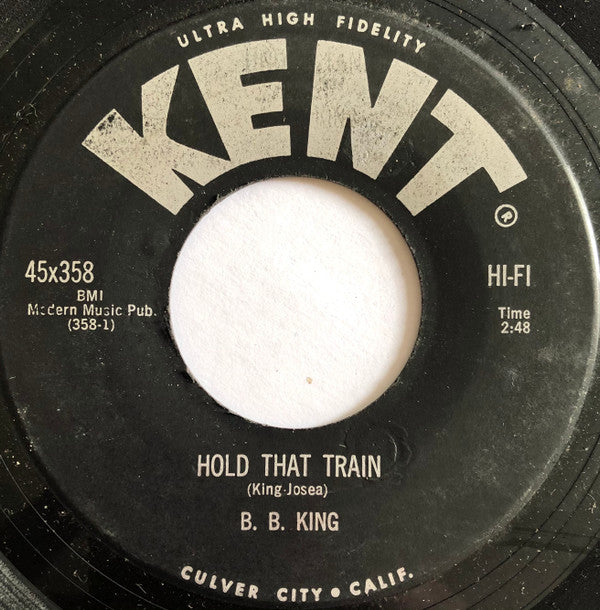 ULTRA HIGH FIDELITY
KENT
®
45x358
BMI
Modern Music Pub.
(358-1)
HI-FI
Time
2:48
HOLD THAT TRAIN
(King-Josea)
B. B. KING
CULVER CITY • CALIF.